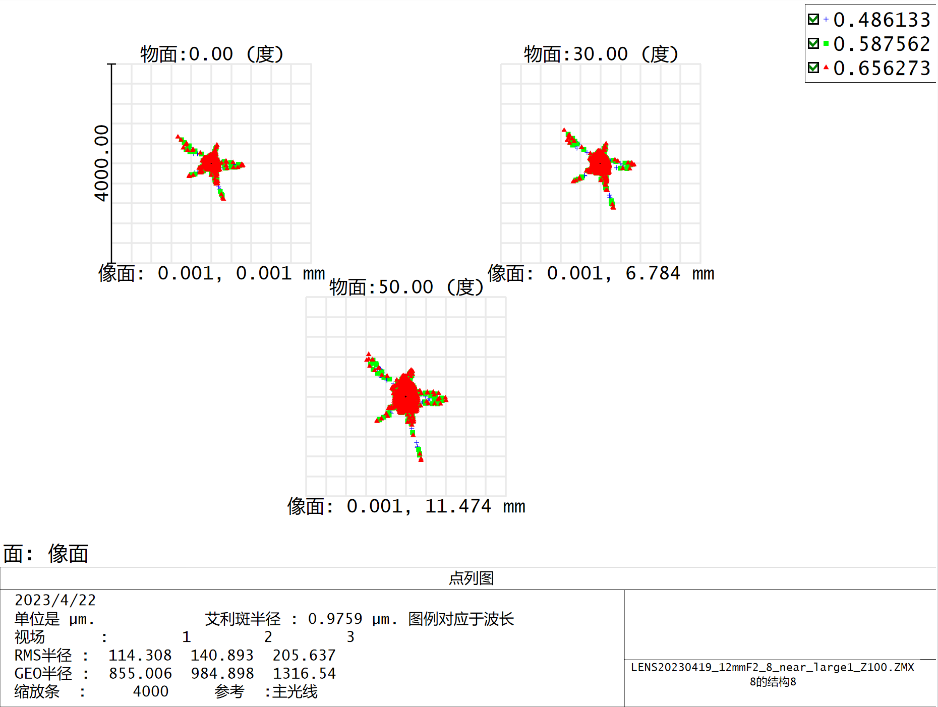 0.486133
0.587562
0.656273
物面:0.00 (度)
物面:30.00 (度)
4000.00
像面: 0.001, 0.001 mm
像面: 0.001, 6.784 mm
物面:50.00 (度)
像面: 0.001, 11.474 mm
面: 像面
点列图
2023/4/22
单位是 µm. 艾利斑半径 : 0.9759 µm. 图例对应于波长
视场 : 1 2 3
RMS半径 : 114.308 140.893 205.637
GEO半径 : 855.006 984.898 1316.54
缩放条 : 4000 参考 :主光线
LENS20230419_12mmF2_8_near_large1_Z100.ZMX
8的结构8